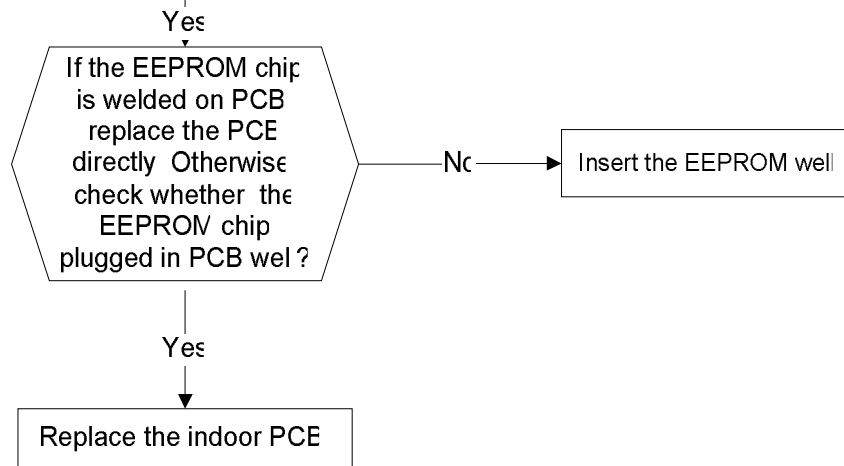 Yes
If the EEPROM chip
is welded on PCB
replace the PCB
directly Otherwise
check whether the
EEPROM chip
plugged in PCB well?
No
Insert the EEPROM well
Yes
Replace the indoor PCB